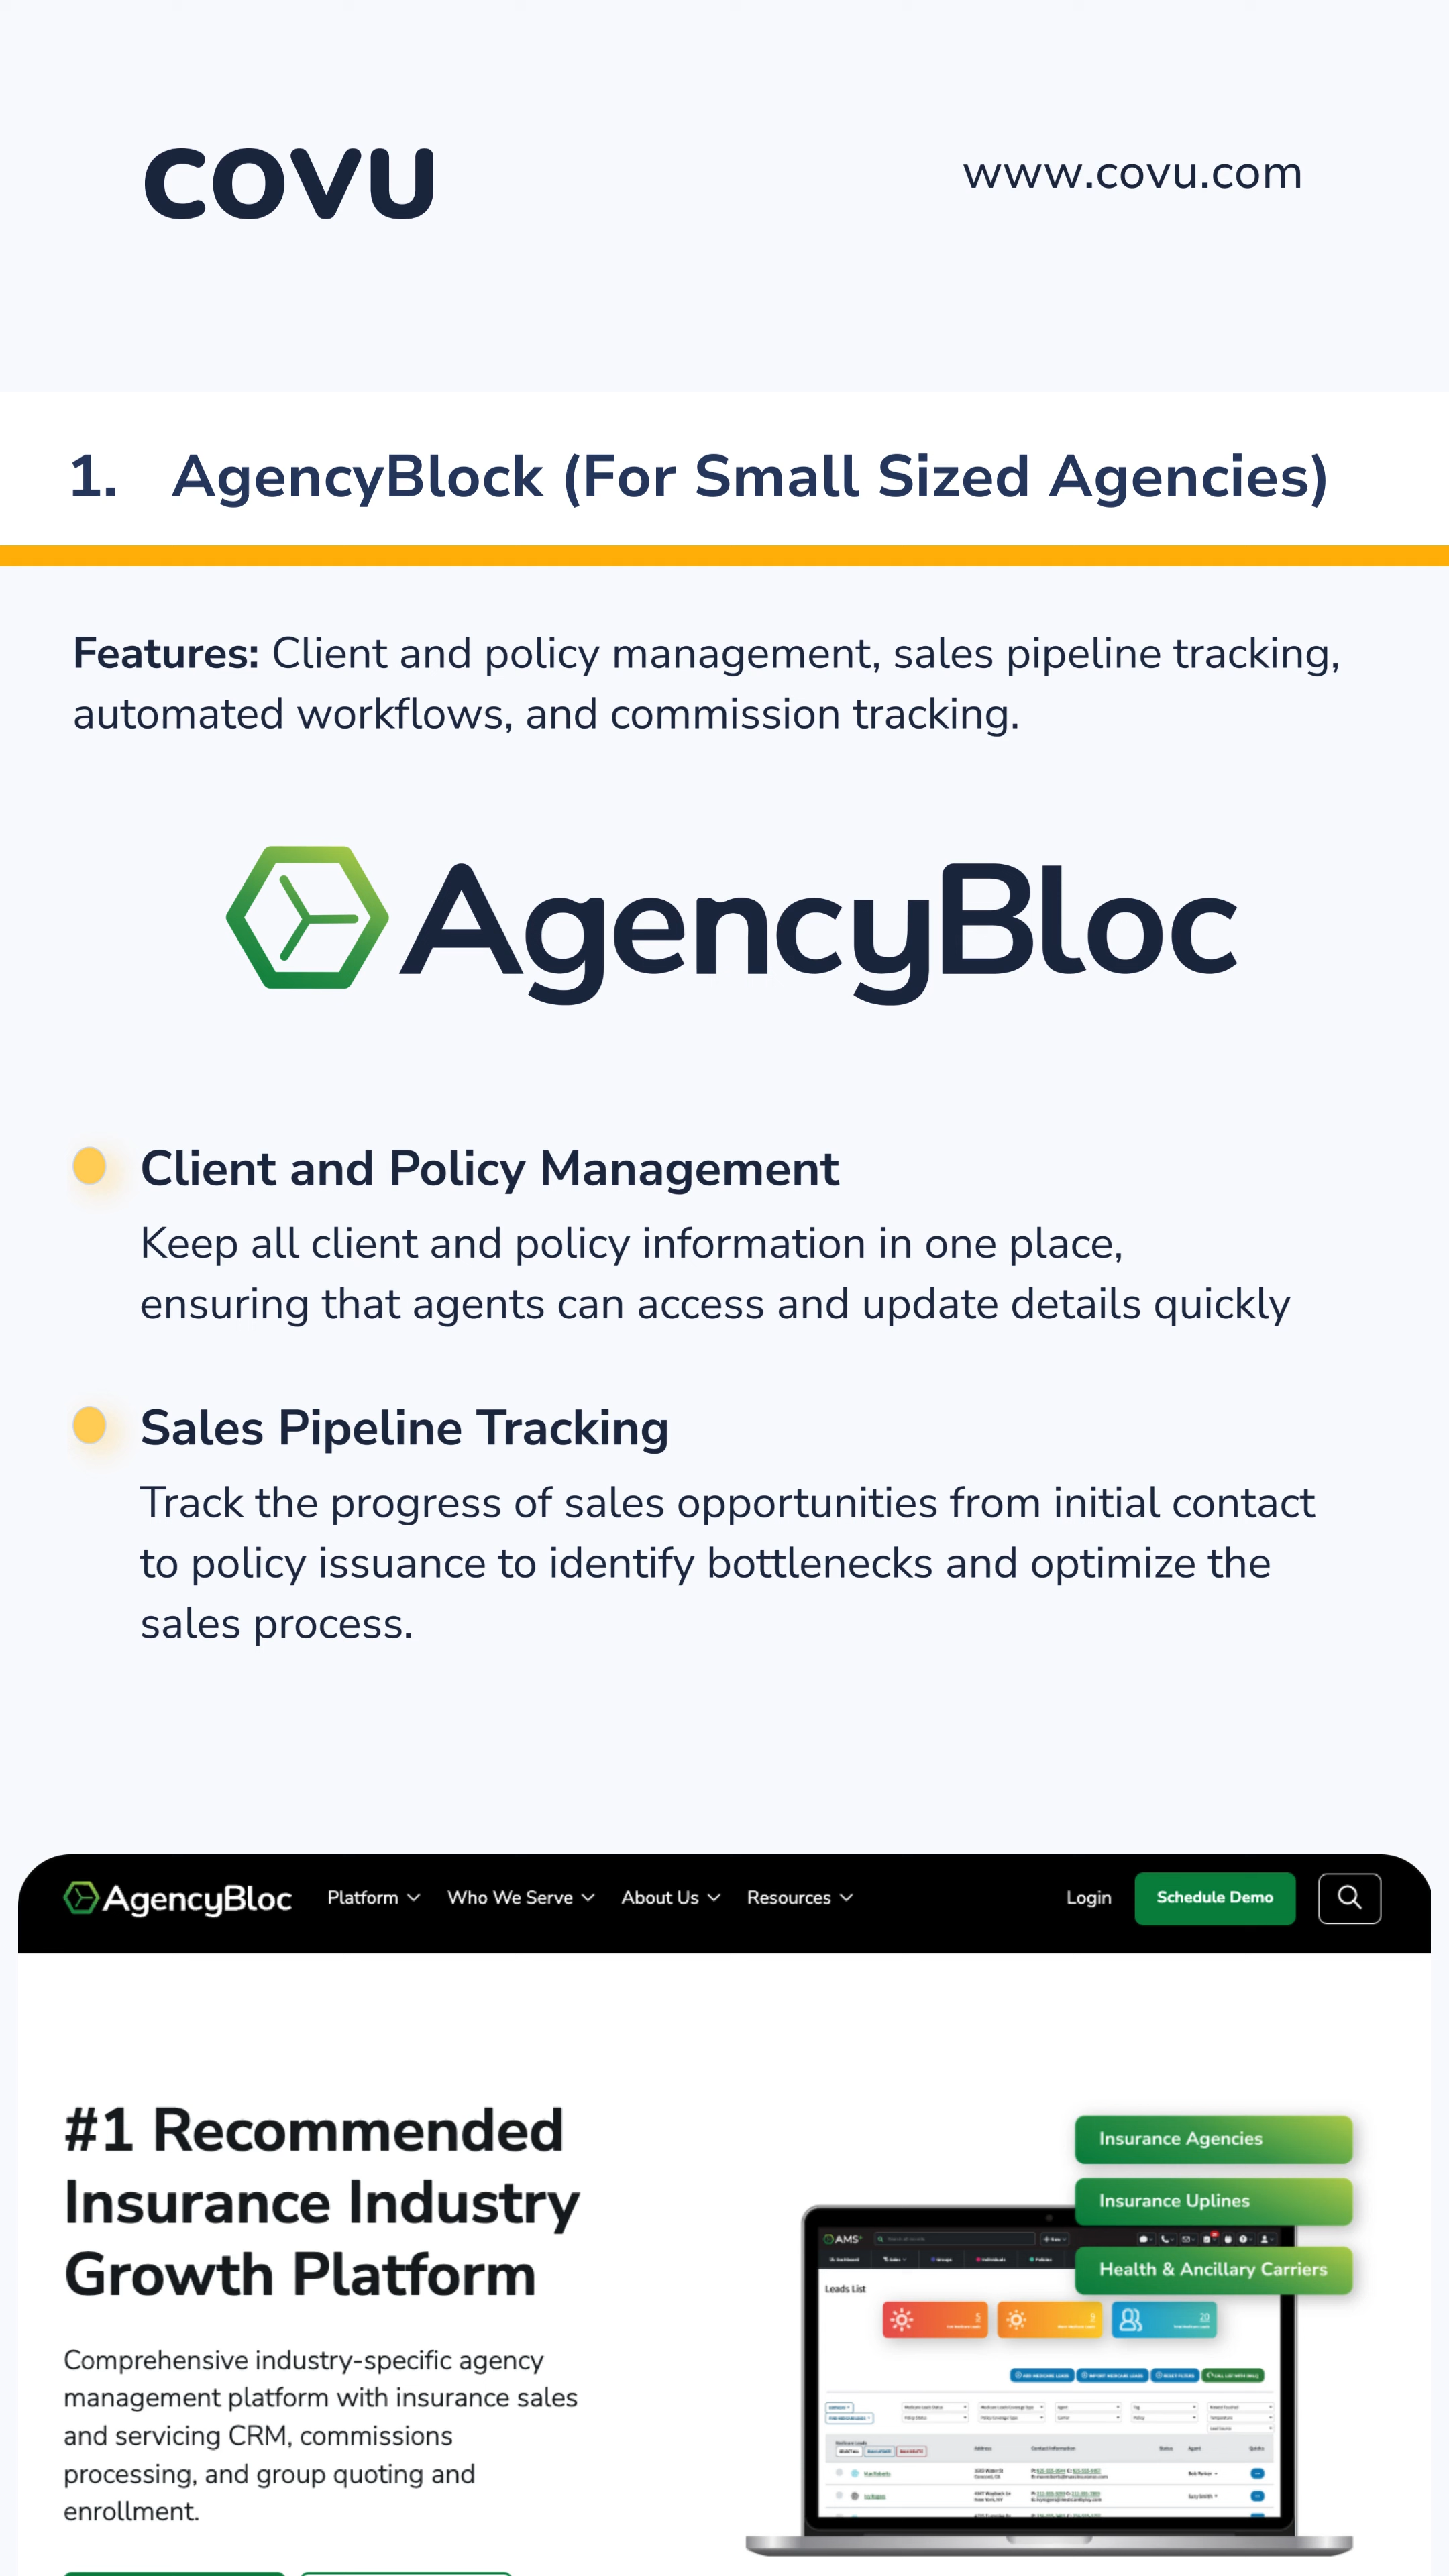 covu
www.covu.com
1. AgencyBlock (For Small Sized Agencies)
Features: Client and policy management, sales pipeline tracking,
automated workflows, and commission tracking.
AgencyBloc
Client and Policy Management
Keep all client and policy information in one place,
ensuring that agents can access and update details quickly
Sales Pipeline Tracking
Track the progress of sales opportunities from initial contact
to policy issuance to identify bottlenecks and optimize the
sales process.
AgencyBloc Platform Who We Serve About Us Resources Login Schedule Demo
#1 Recommended
Insurance Industry
Growth Platform
Comprehensive industry-specific agency
management platform with insurance sales
and servicing CRM, commissions
processing, and group quoting and
enrollment.
Insurance Agencies
Insurance Uplines
Health & Ancillary Carriers
AMS+
Leads List
5
9
20